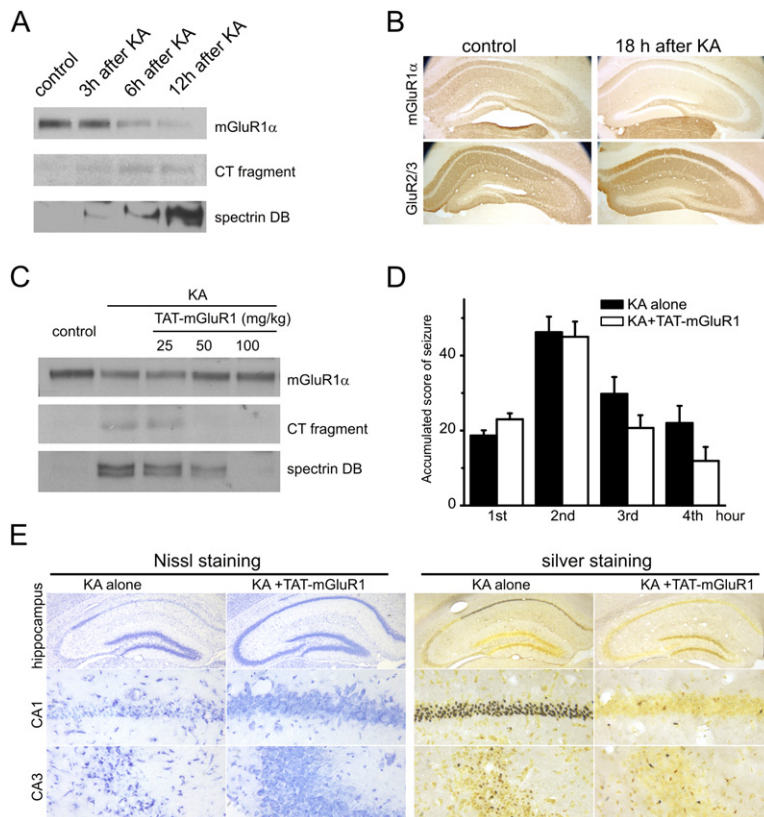 A
control
3h after KA
6h after KA
12h after KA
mGluR1α
CT fragment
spectrin DB
B
control
18 h after KA
mGluR1α
GluR2/3
C
KA
control
TAT-mGluR1 (mg/kg)
25 50 100
mGluR1α
CT fragment
spectrin DB
D
KA alone
KA+TAT-mGluR1
Accumulated score of seizure
40
20
0
1st 2nd 3rd 4th hour
E
Nissl staining
KA alone
KA +TAT-mGluR1
silver staining
KA alone
KA +TAT-mGluR1
hippocampus
CA1
CA3